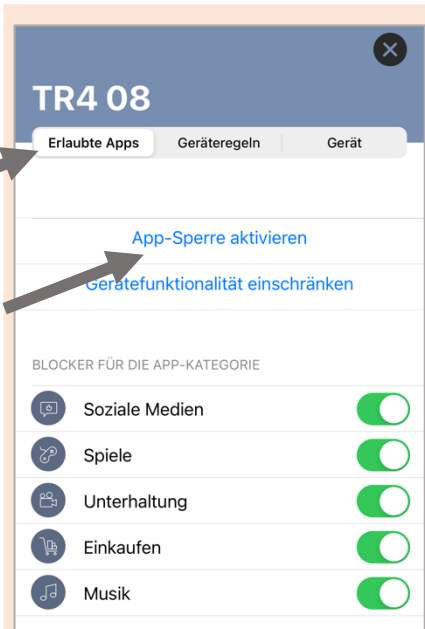 TR4 08
Erlaubte Apps Geräteregeln Gerät
App-Sperre aktivieren
Gerätefunktionalität einschränken
BLOCKER FÜR DIE APP-KATEGORIE
Soziale Medien
Spiele
Unterhaltung
Einkaufen
Musik